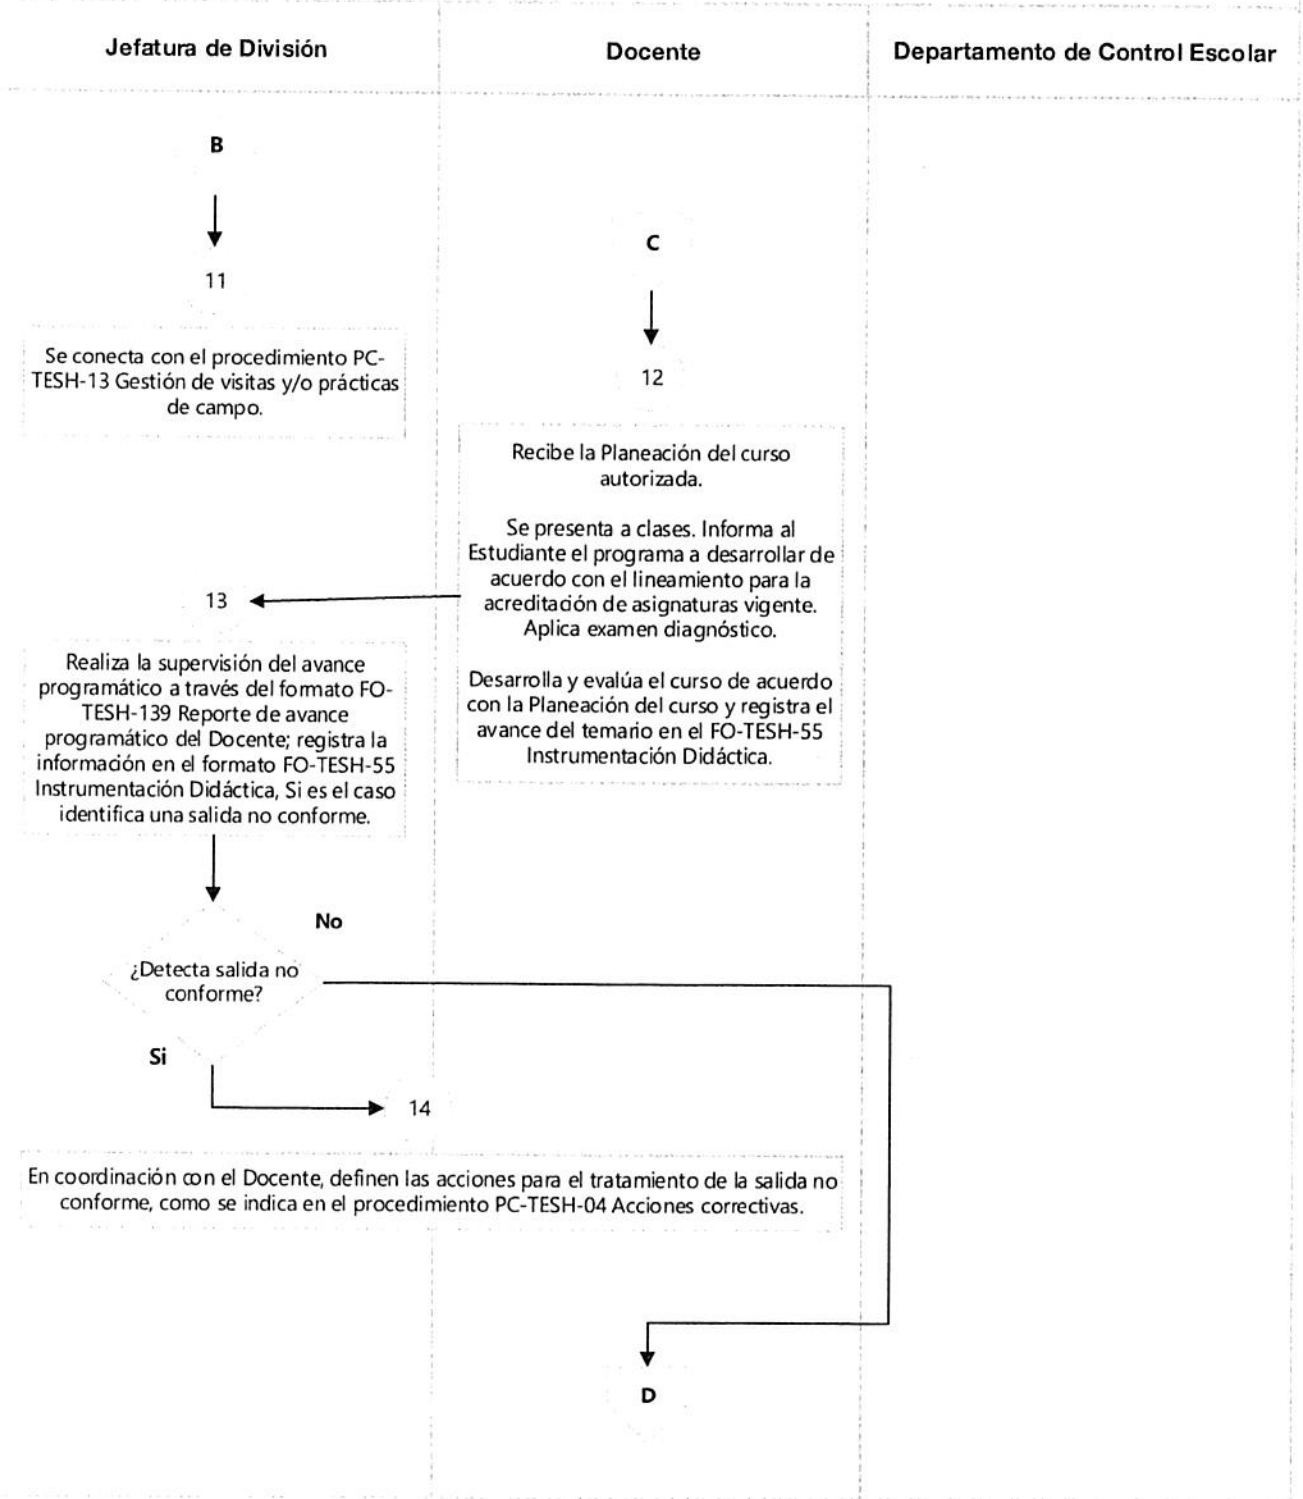 Jefatura de División
Docente
Departamento de Control Escolar
B
11
Se conecta con el procedimiento PC-
TESH-13 Gestión de visitas y/o prácticas
de campo.
C
12
Recibe la Planeación del curso
autorizada.
Se presenta a clases. Informa al
Estudiante el programa a desarrollar de
acuerdo con el lineamiento para la
acreditación de asignaturas vigente.
Aplica examen diagnóstico.
Desarrolla y evalúa el curso de acuerdo
con la Planeación del curso y registra el
avance del temario en el FO-TESH-55
Instrumentación Didáctica.
13
Realiza la supervisión del avance
programático a través del formato FO-
TESH-139 Reporte de avance
programático del Docente; registra la
información en el formato FO-TESH-55
Instrumentación Didáctica, Si es el caso
identifica una salida no conforme.
No
¿Detecta salida no
conforme?
Si
14
En coordinación con el Docente, definen las acciones para el tratamiento de la salida no
conforme, como se indica en el procedimiento PC-TESH-04 Acciones correctivas.
D